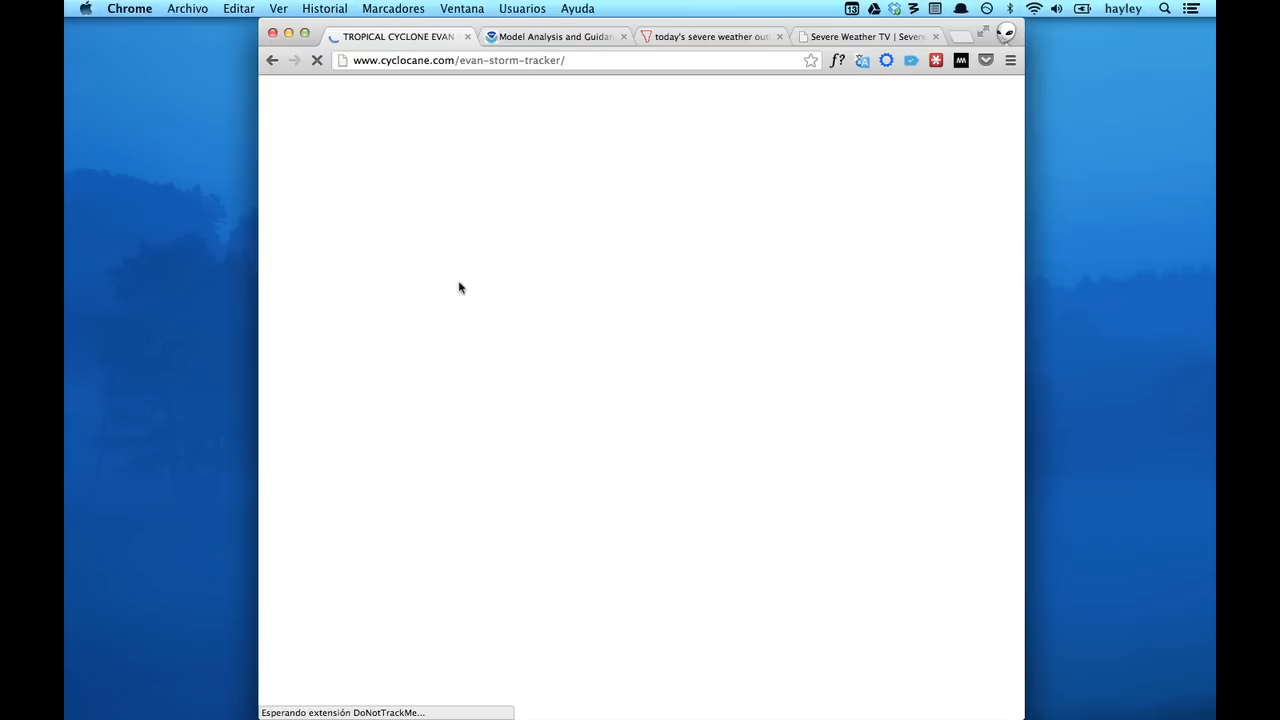 Chrome Archivo Editar Ver Historial Marcadores Ventana Usuarios Ayuda 13 hayley
TROPICAL CYCLONE EVAN Model Analysis and Guidan today's severe weather out Severe Weather TV | Severe
www.cyclocane.com/evan-storm-tracker/ f?
Esperando extensión DoNotTrackMe...